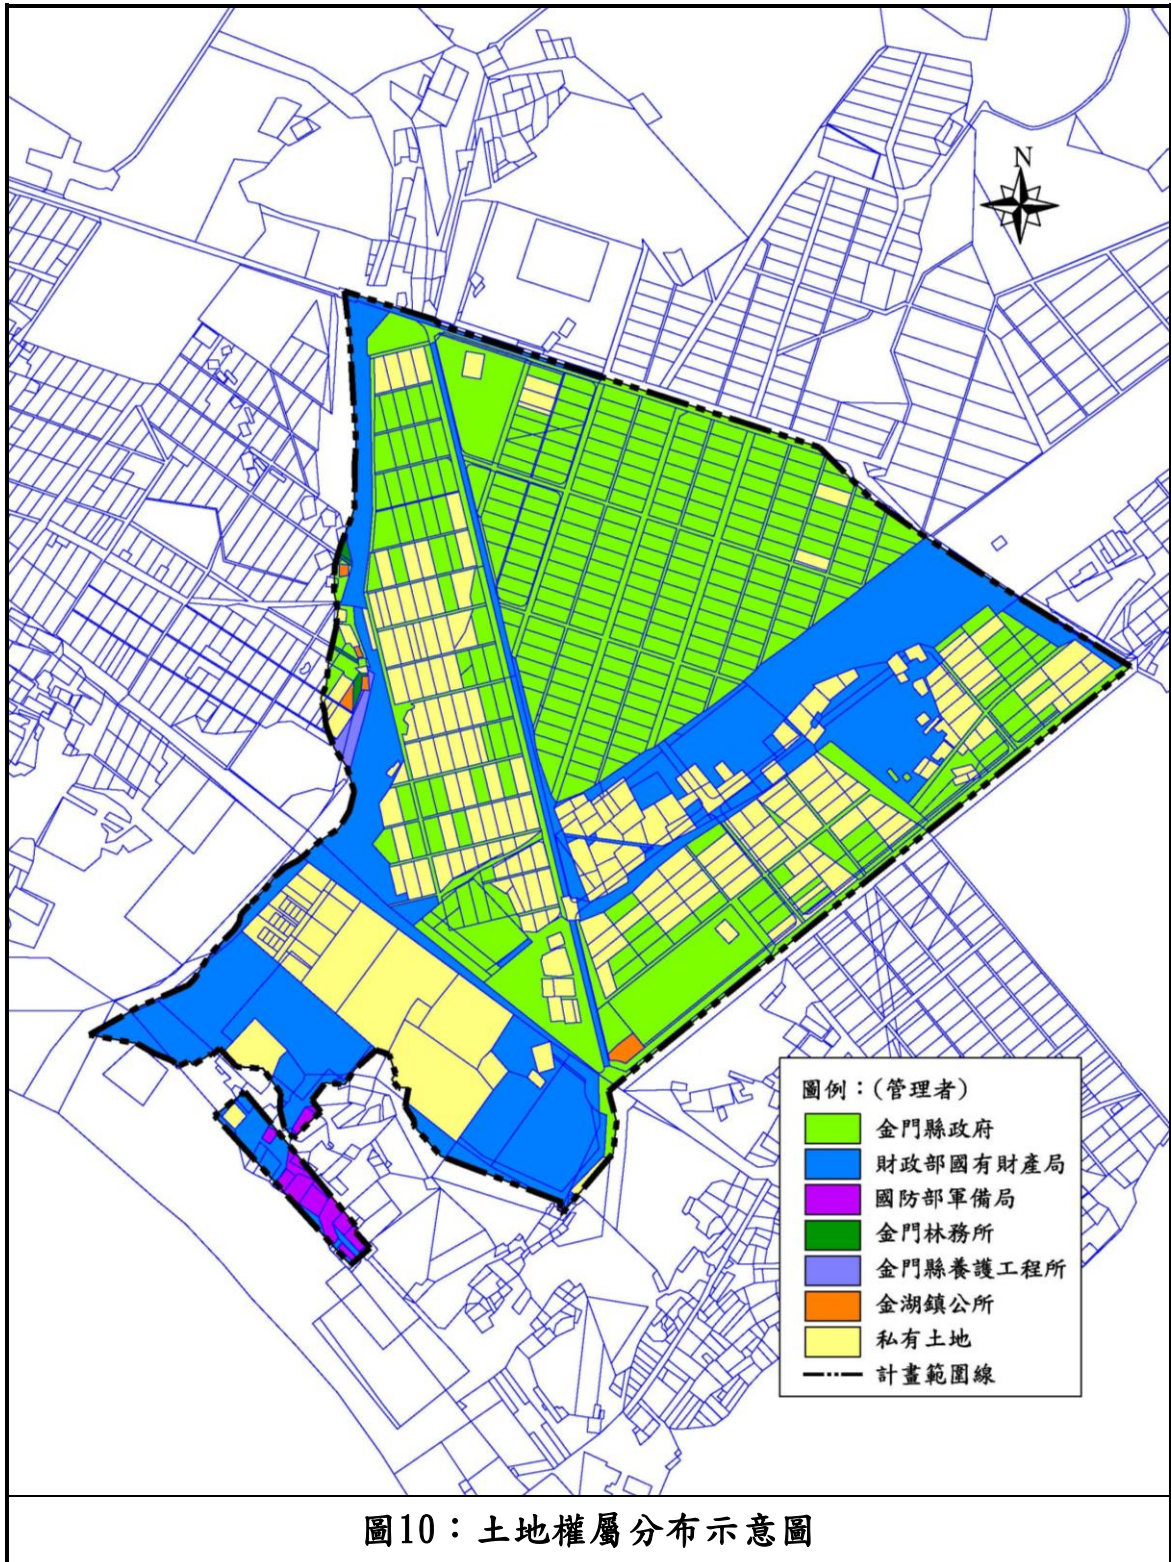 N
圖例：(管理者)
金門縣政府
財政部國有財產局
國防部軍備局
金門林務所
金門縣養護工程所
金湖鎮公所
私有土地
計畫範圍線
圖10：土地權屬分布示意圖